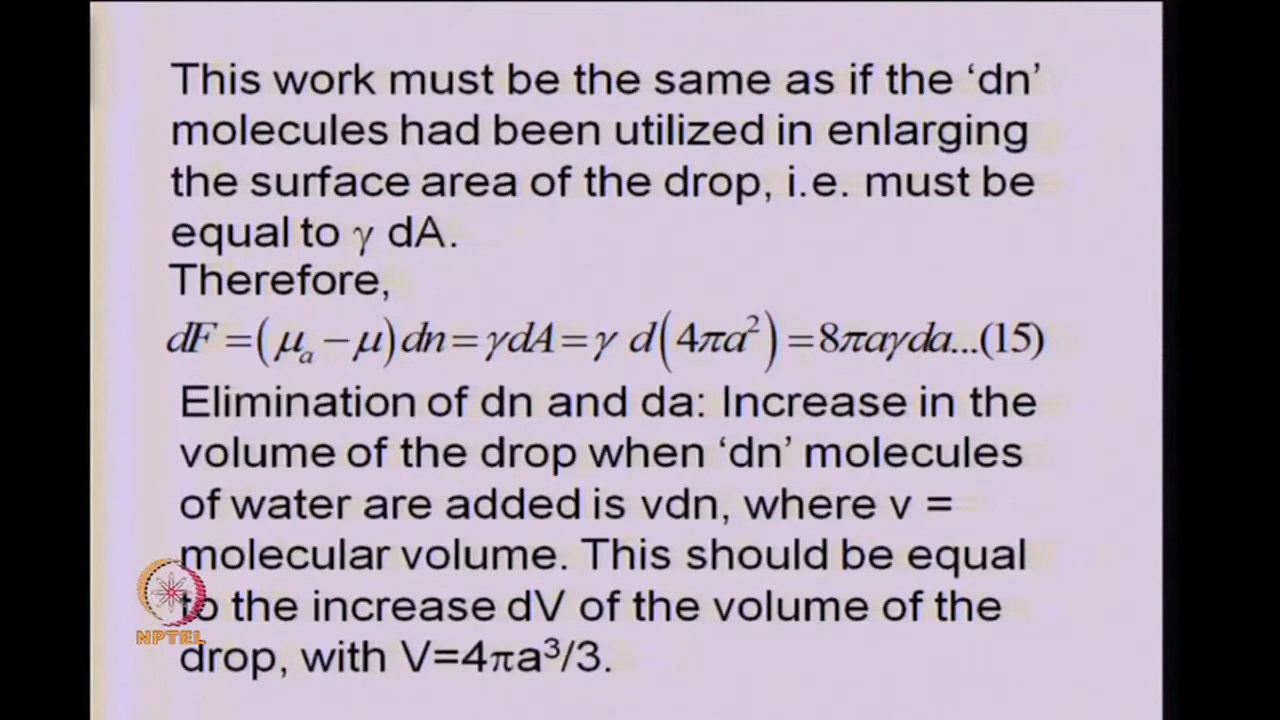 This work must be the same as if the ‘dn’
molecules had been utilized in enlarging
the surface area of the drop, i.e. must be
equal to γ dA.
Therefore,
dF = (μₐ − μ) dn = γdA = γ d(4πa²) = 8πaγda...(15)
Elimination of dn and da: Increase in the
volume of the drop when ‘dn’ molecules
of water are added is vdn, where v =
molecular volume. This should be equal
to the increase dV of the volume of the
drop, with V=4πa³/3.
NPTEL